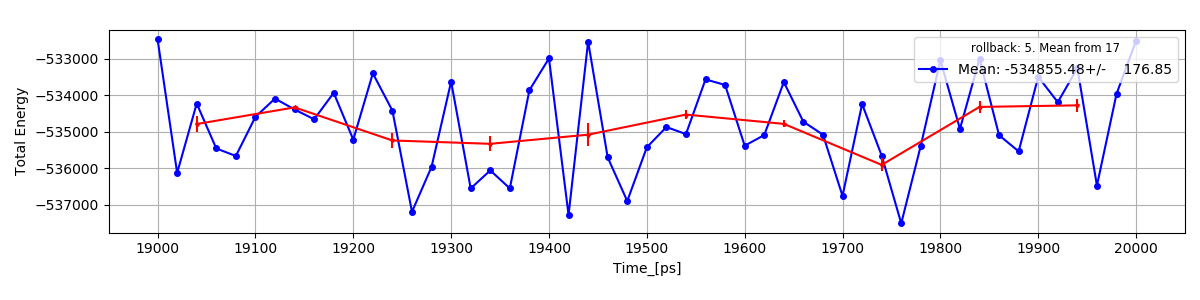 rollback: 5. Mean from 17
Mean: -534855.48+/- 176.85
Total Energy
−533000
−534000
−535000
−536000
−537000
19000 19100 19200 19300 19400 19500 19600 19700 19800 19900 20000
Time_[ps]